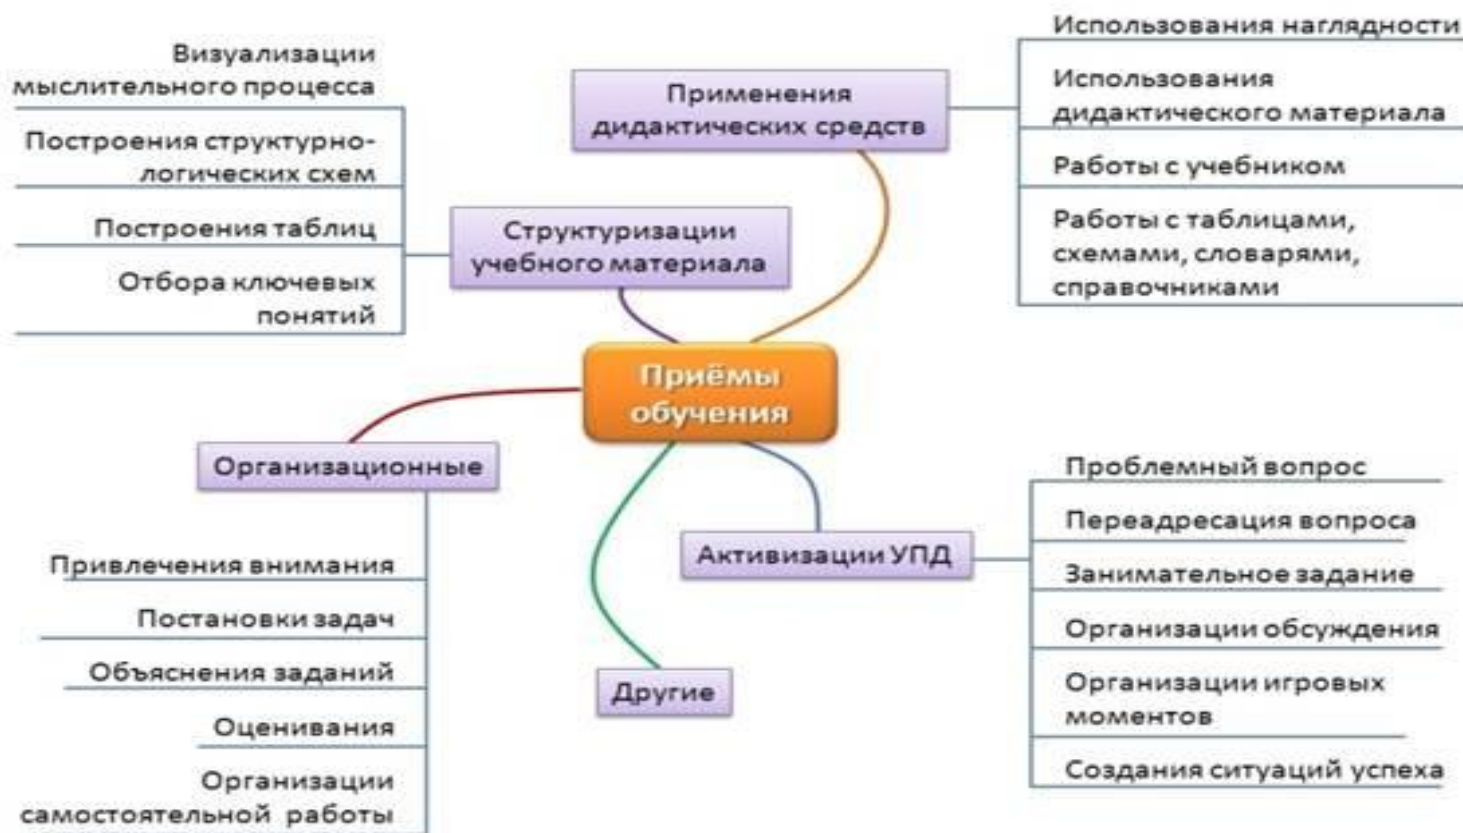 Приёмы
обучения
Применения
дидактических средств
Использования наглядности
Использования
дидактического материала
Работы с учебником
Работы с таблицами,
схемами, словарями,
справочниками
Структуризации
учебного материала
Визуализации
мыслительного процесса
Построения структурно-
логических схем
Построения таблиц
Отбора ключевых
понятий
Организационные
Привлечения внимания
Постановки задач
Объяснения заданий
Оценивания
Организации
самостоятельной работы
Активизации УПД
Проблемный вопрос
Переадресация вопроса
Занимательное задание
Организации обсуждения
Организации игровых
моментов
Создания ситуаций успеха
Другие